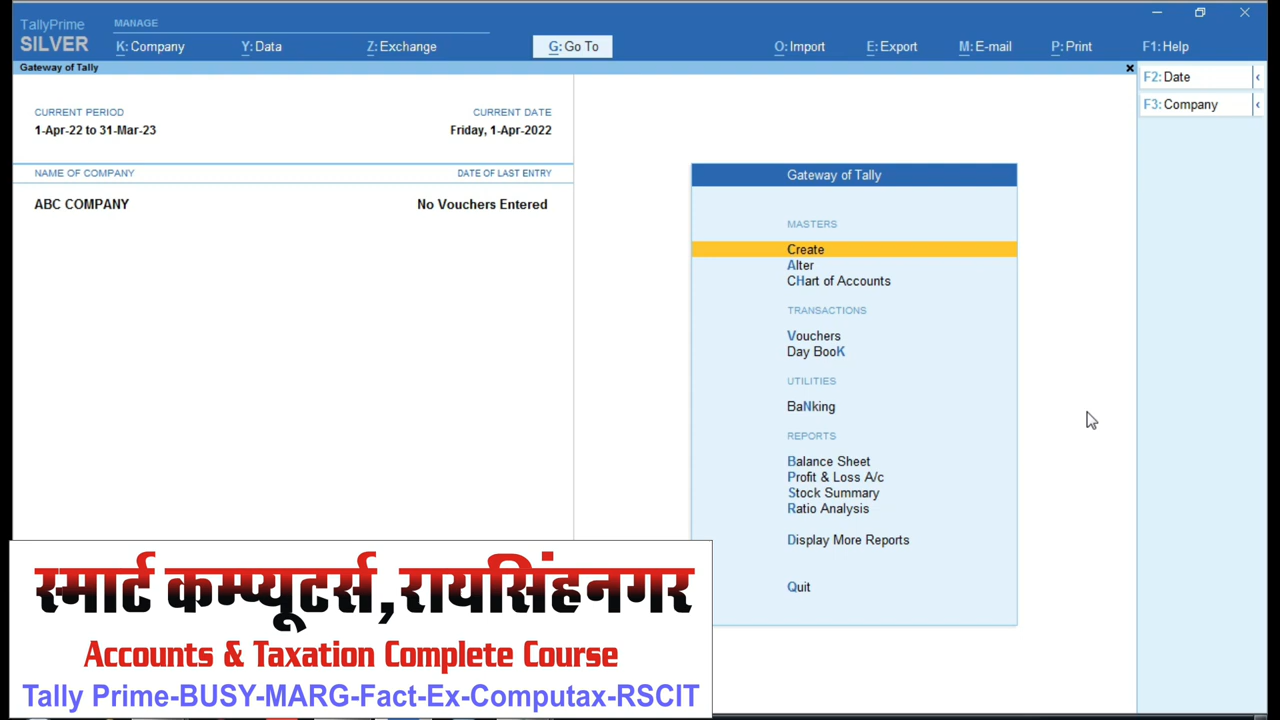 TallyPrime
SILVER
MANAGE
K: Company
Y: Data
Z: Exchange
G: Go To
O: Import
E: Export
M: E-mail
P: Print
F1: Help
Gateway of Tally
F2: Date
F3: Company
CURRENT PERIOD
CURRENT DATE
1-Apr-22 to 31-Mar-23
Friday, 1-Apr-2022
NAME OF COMPANY
DATE OF LAST ENTRY
ABC COMPANY
No Vouchers Entered
Gateway of Tally
MASTERS
Create
Alter
CHart of Accounts
TRANSACTIONS
Vouchers
Day BooK
UTILITIES
BaNking
REPORTS
Balance Sheet
Profit & Loss A/c
Stock Summary
Ratio Analysis
Display More Reports
Quit
स्मार्ट कम्प्यूटर्स,रायसिंहनगर
Accounts & Taxation Complete Course
Tally Prime-BUSY-MARG-Fact-Ex-Computax-RSCIT